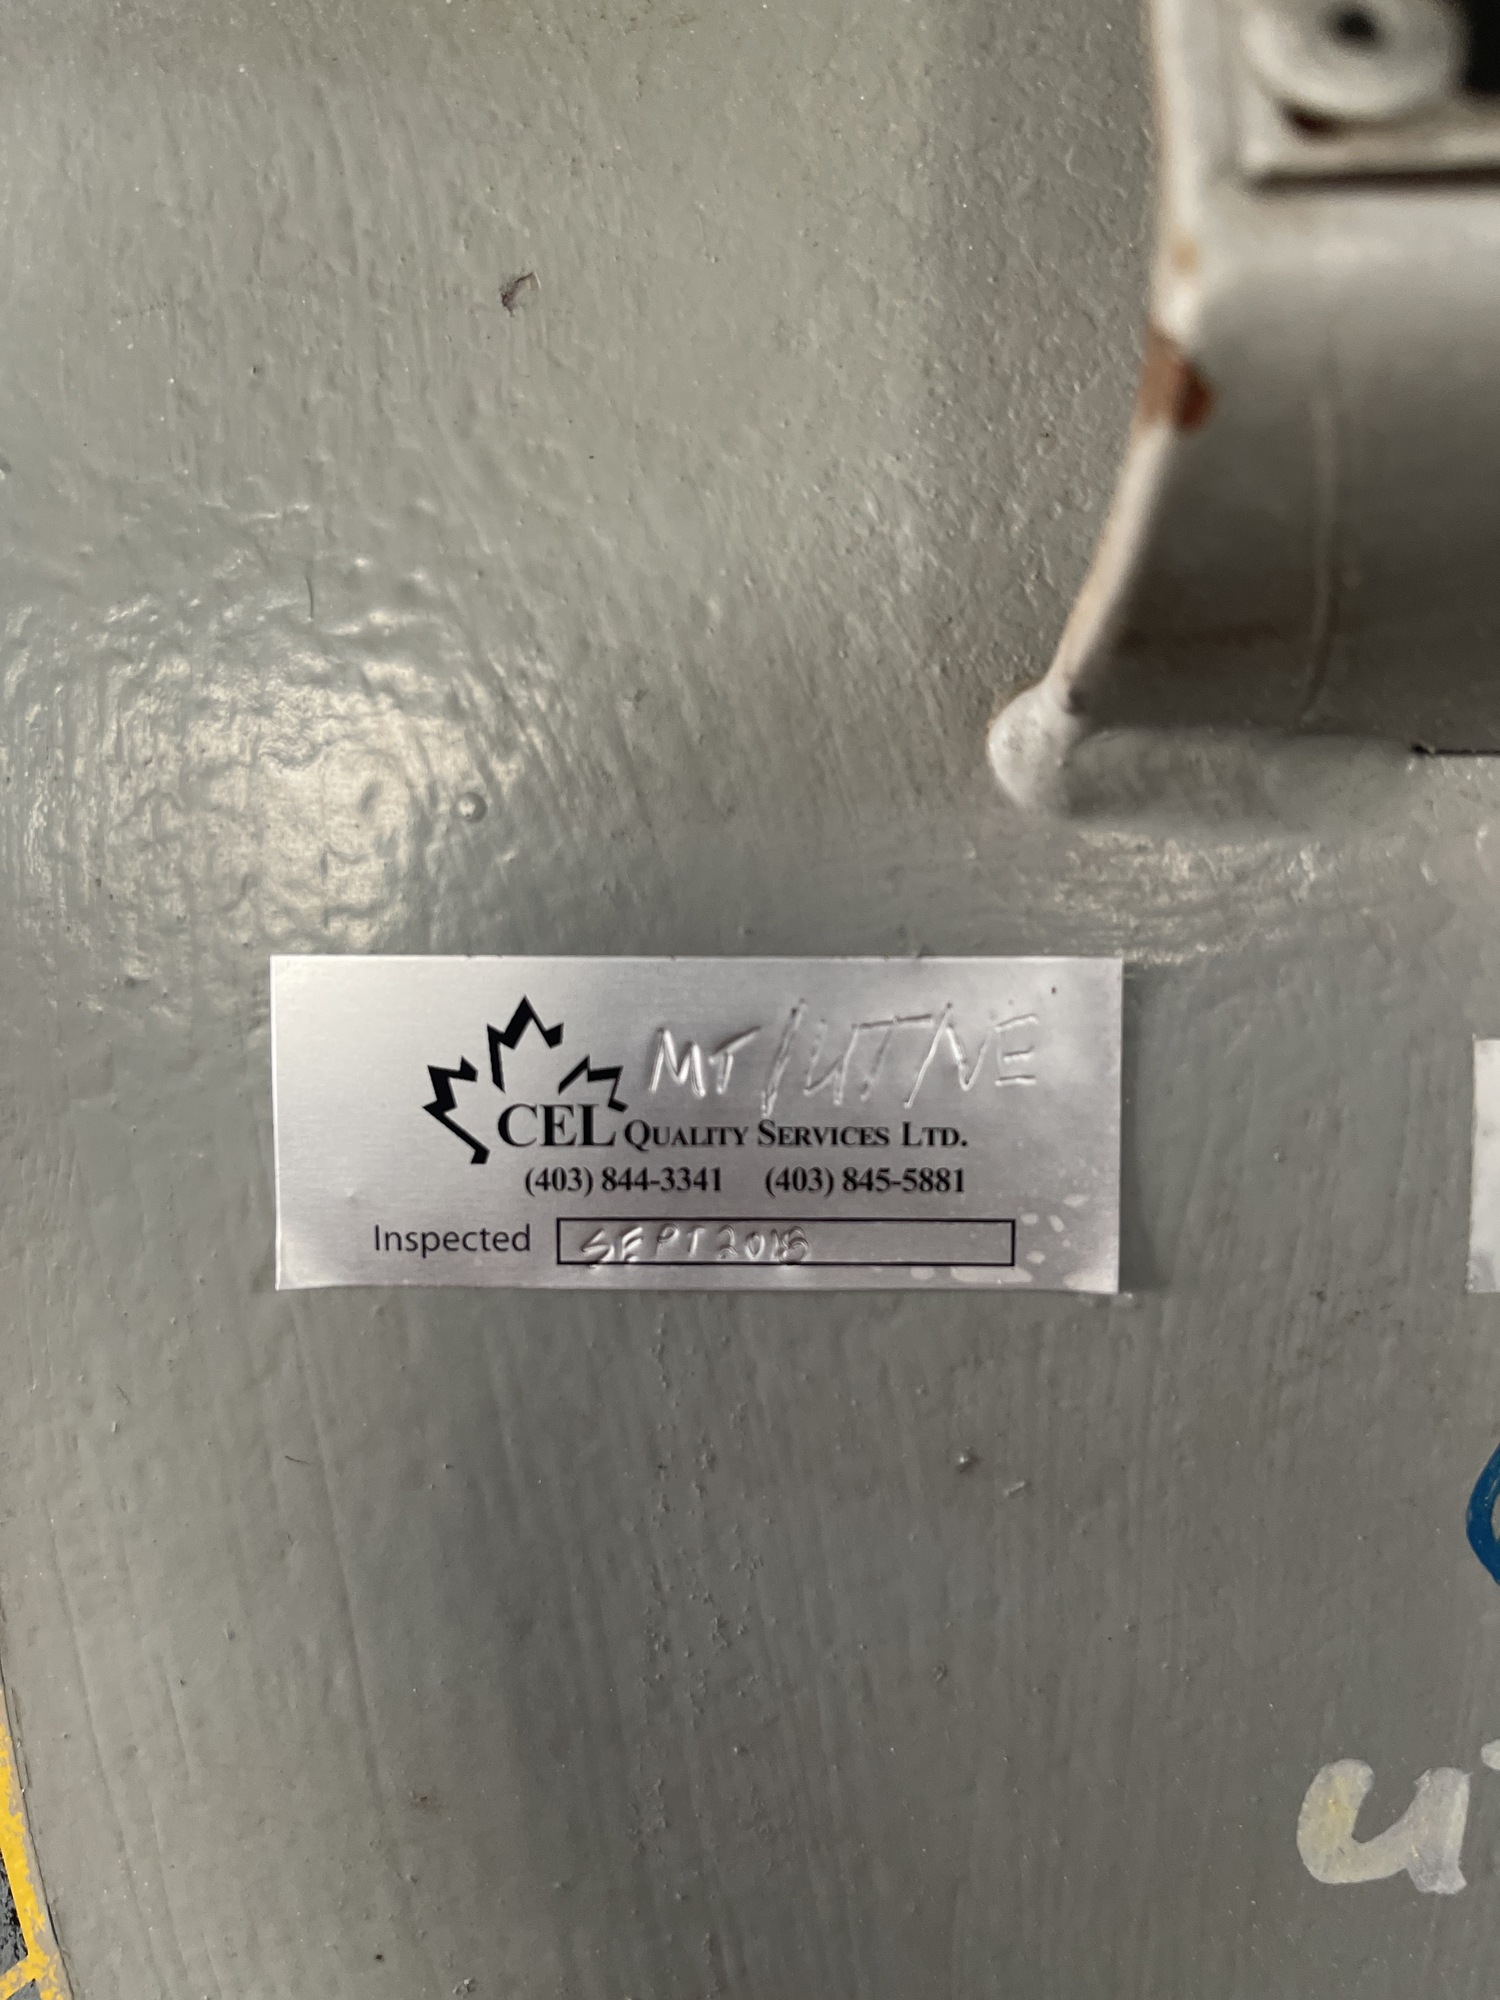 MT/UT/VE
CEL QUALITY SERVICES LTD.
(403) 844-3341 (403) 845-5881
Inspected SEPT 2018